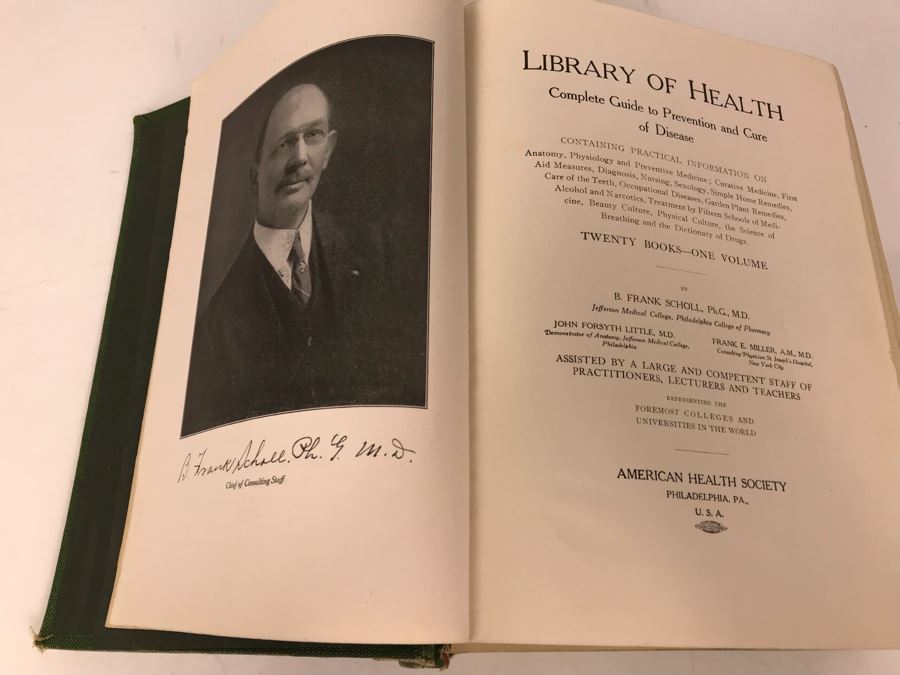 B. Frank Scholl. Ph. G. M.D.
Chief of Consulting Staff
LIBRARY OF HEALTH
Complete Guide to Prevention and Cure
of Disease
CONTAINING PRACTICAL INFORMATION ON
Anatomy, Physiology and Preventive Medicine; Curative Medicine, First
Aid Measures, Diagnosis, Nursing, Sexology, Simple Home Remedies,
Care of the Teeth, Occupational Diseases, Garden Plant Remedies,
Alcohol and Narcotics, Treatment by Fifteen Schools of Medi-
cine, Beauty Culture, Physical Culture, the Science of
Breathing and the Dictionary of Drugs.
TWENTY BOOKS—ONE VOLUME
BY
B. FRANK SCHOLL, Ph.G., M.D.
Jefferson Medical College, Philadelphia College of Pharmacy
JOHN FORSYTH LITTLE, M.D.
Demonstrator of Anatomy, Jefferson Medical College,
Philadelphia
FRANK E. MILLER, A.M., M.D.
Consulting Physician St. Joseph's Hospital,
New York City
ASSISTED BY A LARGE AND COMPETENT STAFF OF
PRACTITIONERS, LECTURERS AND TEACHERS
REPRESENTING THE
FOREMOST COLLEGES AND
UNIVERSITIES IN THE WORLD
AMERICAN HEALTH SOCIETY
PHILADELPHIA. PA.,
U. S. A.